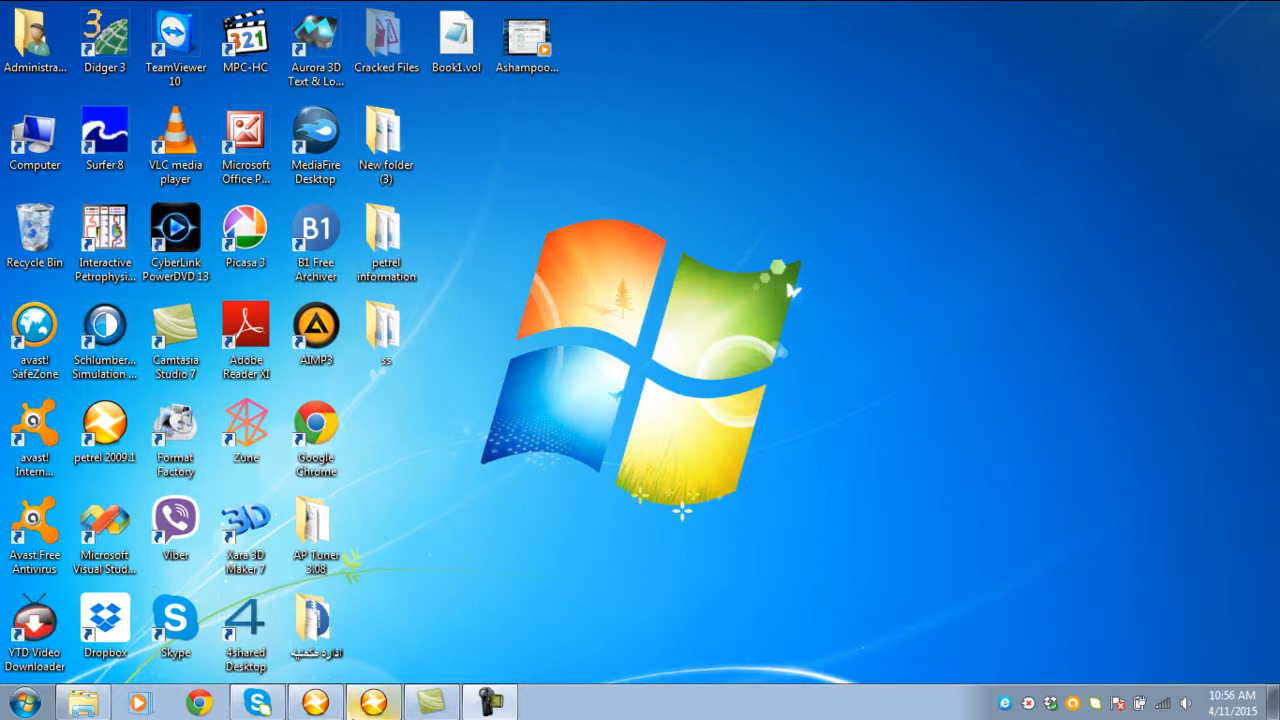 Administra...
Didger 3
TeamViewer
10
MPC-HC
Aurora 3D
Text & Lo...
Cracked Files
Book1.vol
Ashampoo...
Computer
Surfer 8
VLC media
player
Microsoft
Office P...
MediaFire
Desktop
New folder
(3)
Recycle Bin
Interactive
Petrophysi...
CyberLink
PowerDVD 13
Picasa 3
B1 Free
Archiver
petrel
information
avast!
SafeZone
Schlumber...
Simulation ...
Camtasia
Studio 7
Adobe
Reader XI
AIMP3
ss
avast!
Intern...
petrel 2009.1
Format
Factory
Zune
Google
Chrome
Avast Free
Antivirus
Microsoft
Visual Stud...
Viber
Xara 3D
Maker 7
AP Tuner
3.08
YTD Video
Downloader
Dropbox
Skype
4shared
Desktop
10:56 AM
4/11/2015